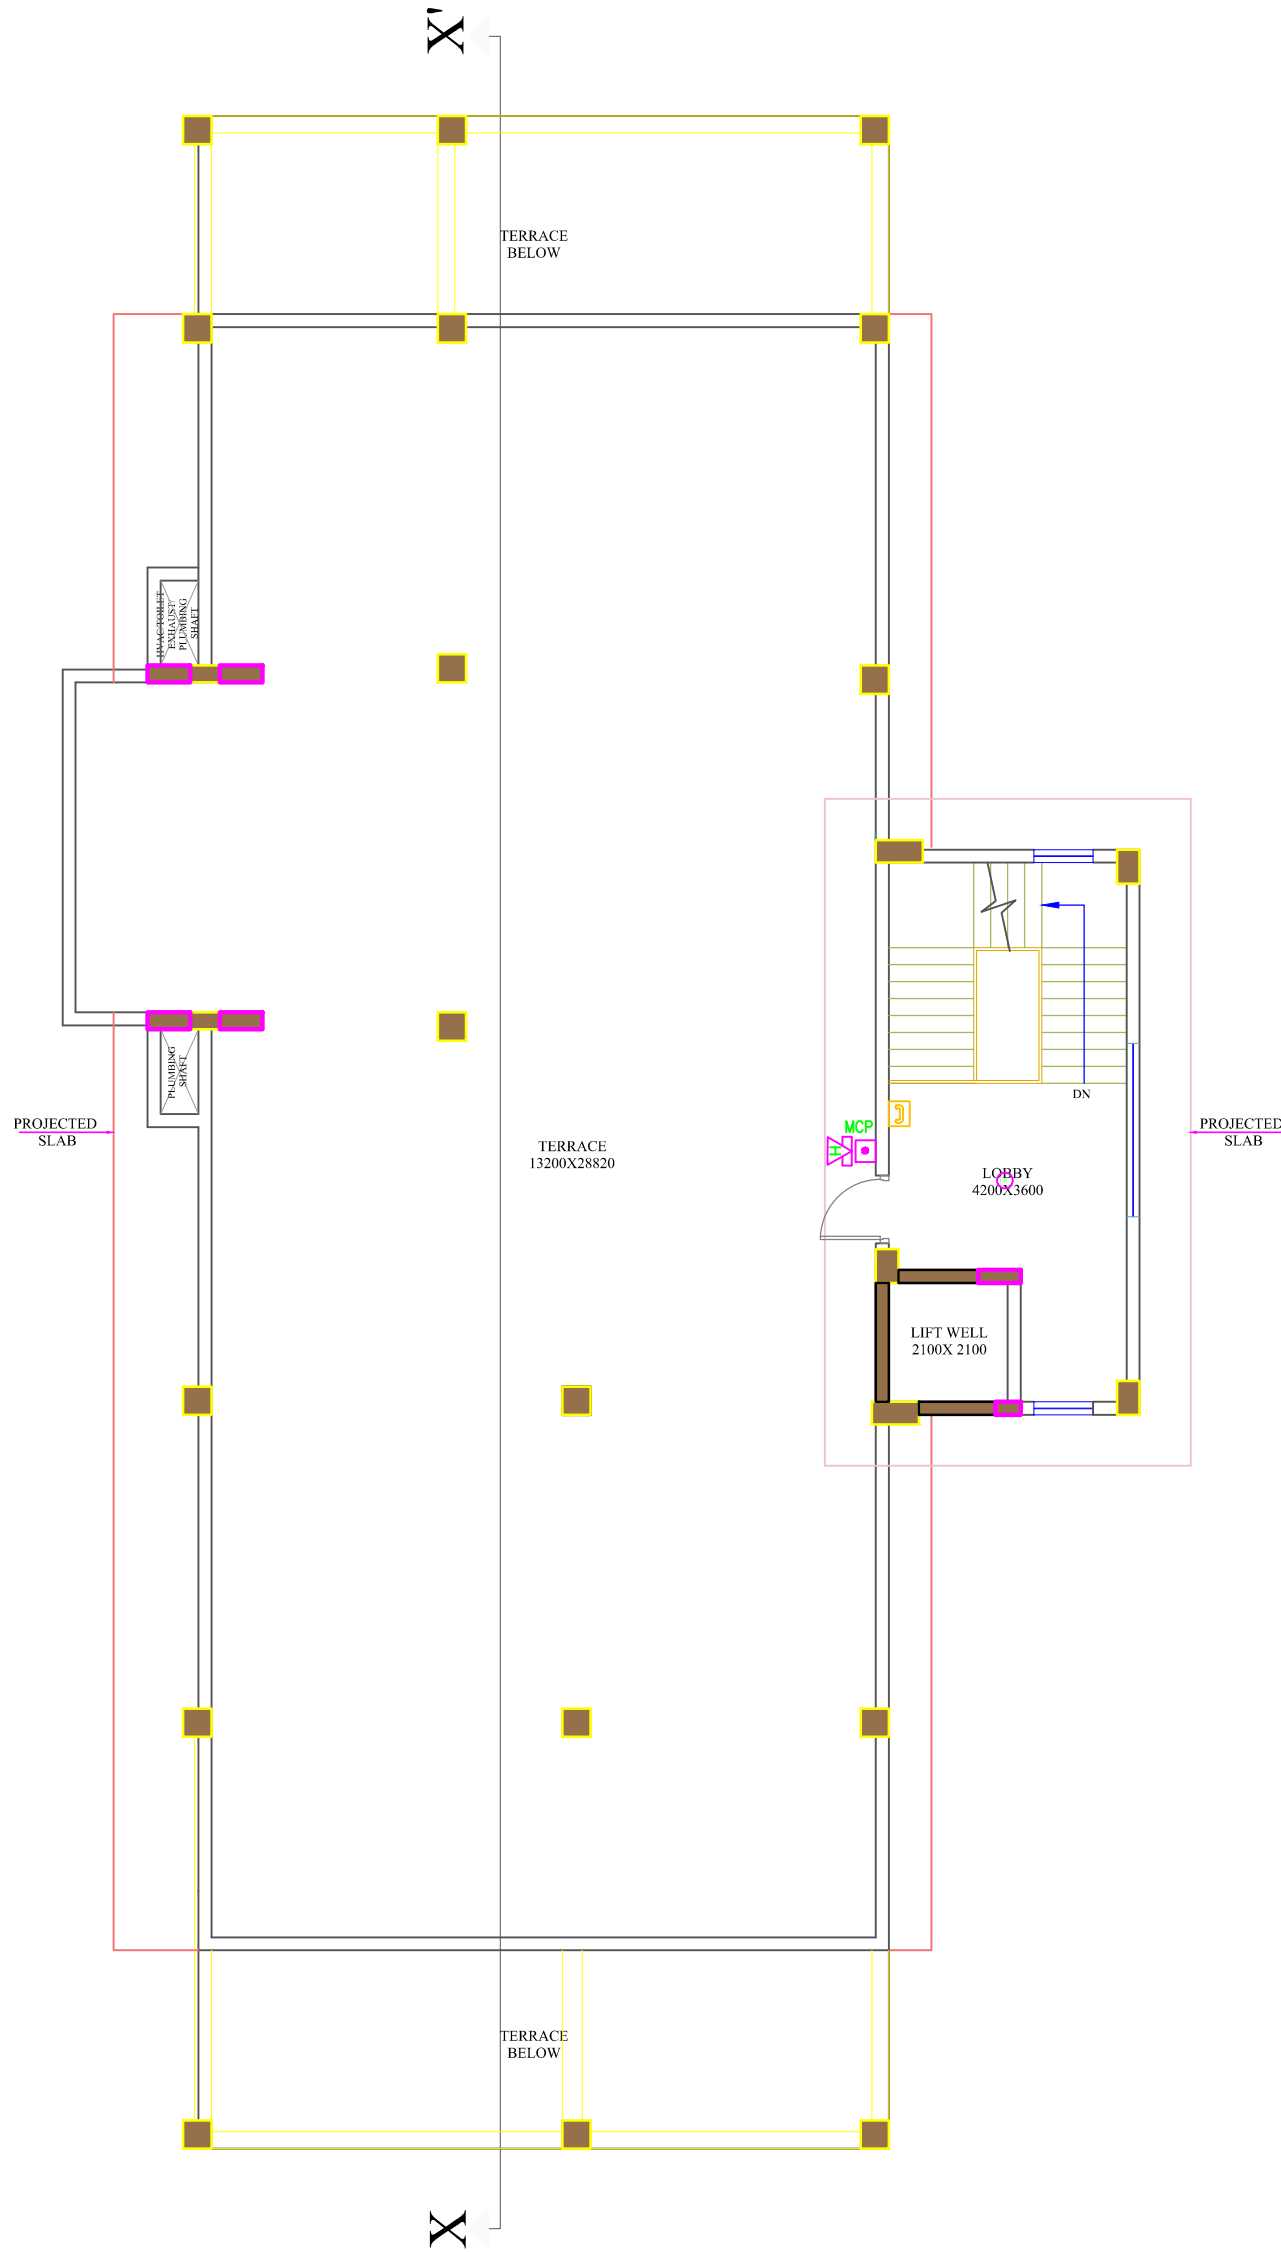 X'
TERRACE
BELOW
HVAC/TOILET
EXHAUST/
PLUMBING
SHAFT
PLUMBING
SHAFT
DN
PROJECTED
SLAB
MCP
H
PROJECTED
SLAB
TERRACE
13200X28820
LOBBY
4200X3600
LIFT WELL
2100X 2100
TERRACE
BELOW
X